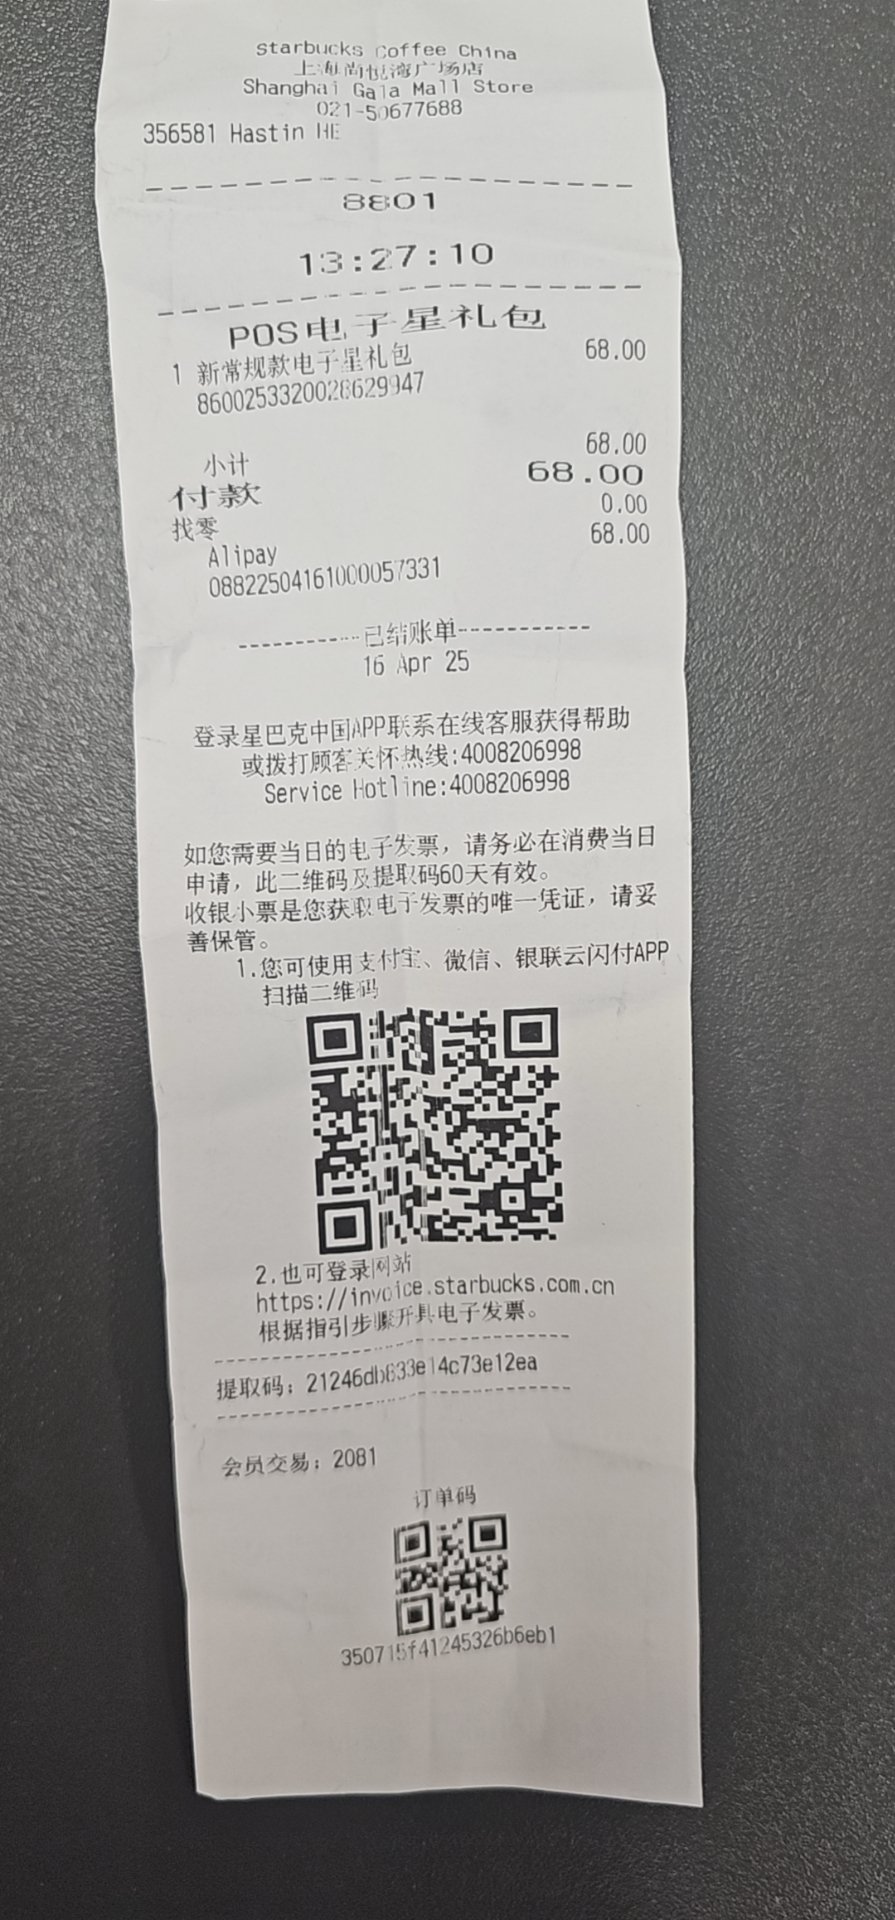 Starbucks Coffee China
上海尚悦湾广场店
Shanghai Gala Mall Store
021-50677688
356581 Hastin HE
8801
13:27:10
POS电子星礼包
1 新常规款电子星礼包 68.00
8600253320028629947
小计 68.00
付款 68.00
找零 0.00
Alipay 68.00
08822504161000057331
-----------已结账单-----------
16 Apr 25
登录星巴克中国APP联系在线客服获得帮助
或拨打顾客关怀热线:4008206998
Service Hotline:4008206998
如您需要当日的电子发票，请务必在消费当日
申请，此二维码及提取码60天有效。
收银小票是您获取电子发票的唯一凭证，请妥
善保管。
1.您可使用支付宝、微信、银联云闪付APP
扫描二维码
2.也可登录网站
https://invoice.starbucks.com.cn
根据指引步骤开具电子发票。
提取码：21246db833e14c73e12ea
会员交易：2081
订单码
350715f41245326b6eb1